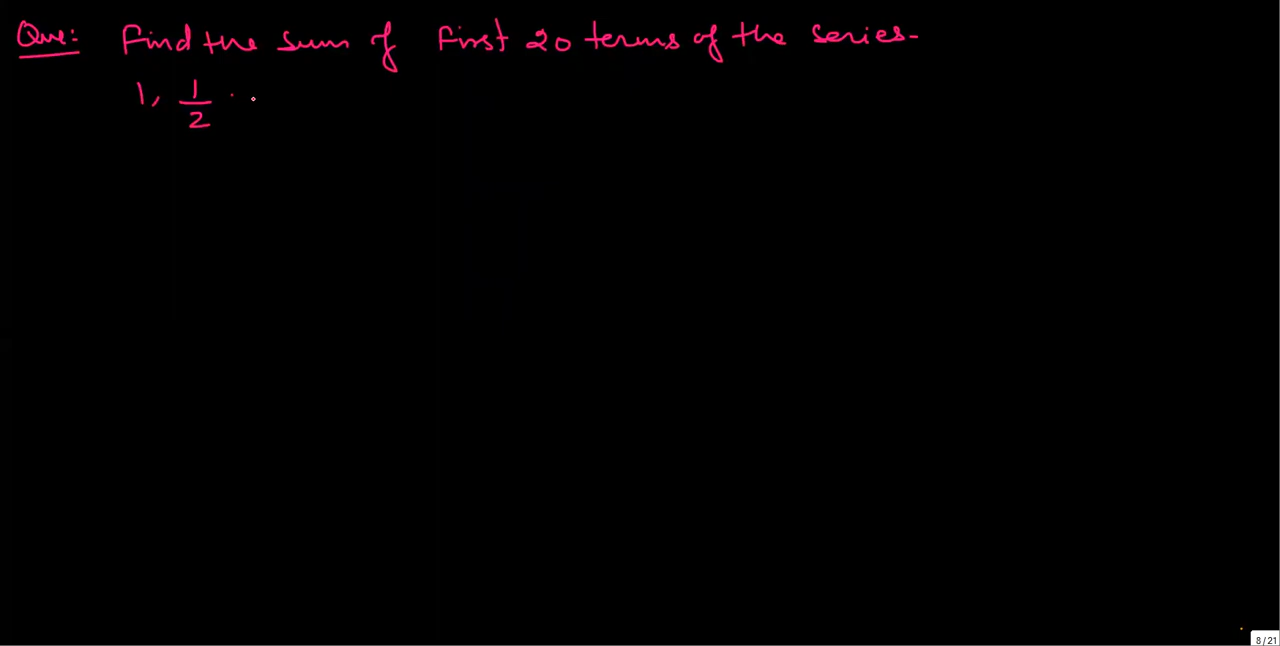 Que: Find the sum of first 20 terms of the series-
1, 1/2 ..
8/21